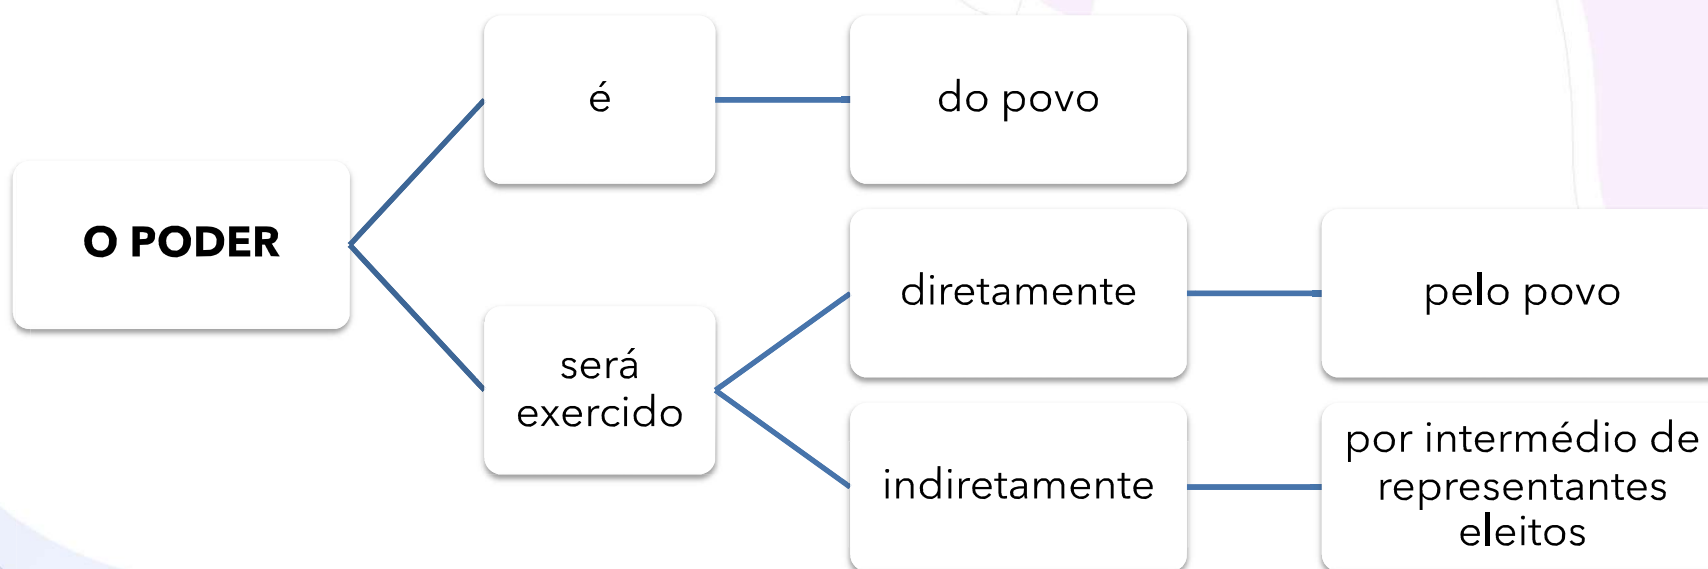 O PODER
é
do povo
será
exercido
diretamente
pelo povo
indiretamente
por intermédio de
representantes
eleitos